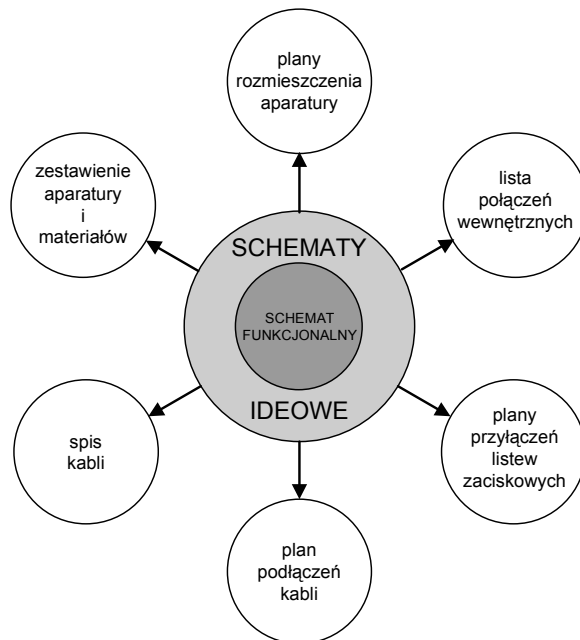 plany
rozmieszczenia
aparatury
zestawienie
aparatury
i
materiałów
lista
połączeń
wewnętrznych
SCHEMATY
SCHEMAT
FUNKCJONALNY
IDEOWE
spis
kabli
plany
przyłączeń
listew
zaciskowych
plan
podłączeń
kabli